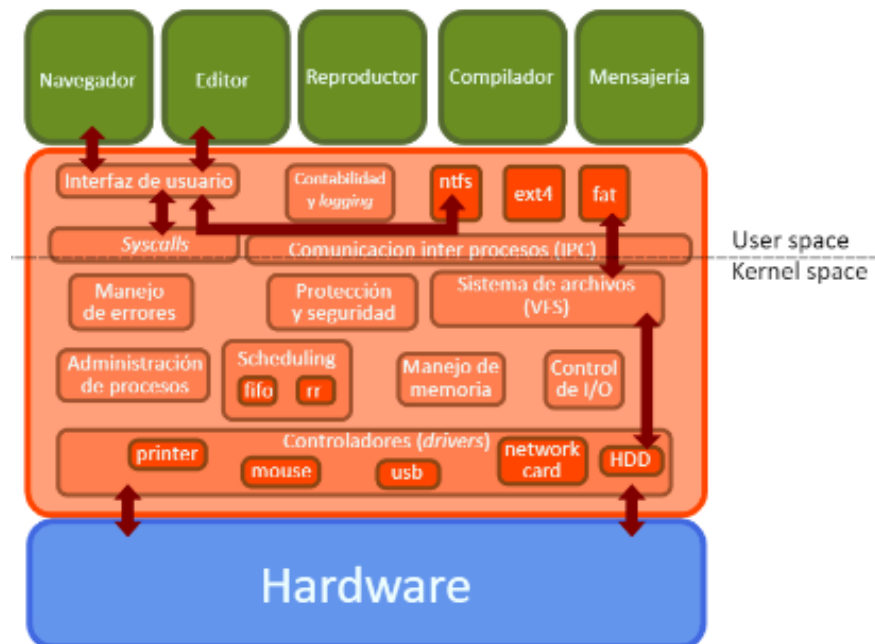 Navegador
Editor
Reproductor
Compilador
Mensajería
Interfaz de usuario
Contabilidad
y logging
ntfs
ext4
fat
Syscalls
Comunicacion inter procesos (IPC)
User space
Kernel space
Manejo
de errores
Protección
y seguridad
Sistema de archivos
(VFS)
Administración
de procesos
Scheduling
fifo
rr
Manejo de
memoria
Control
de I/O
Controladores (drivers)
printer
mouse
usb
network
card
HDD
Hardware